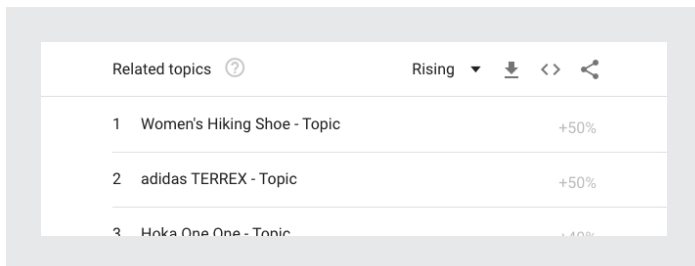 Related topics ? Rising
1 Women's Hiking Shoe - Topic +50%
2 adidas TERREX - Topic +50%
3 Hoka One One - Topic +40%